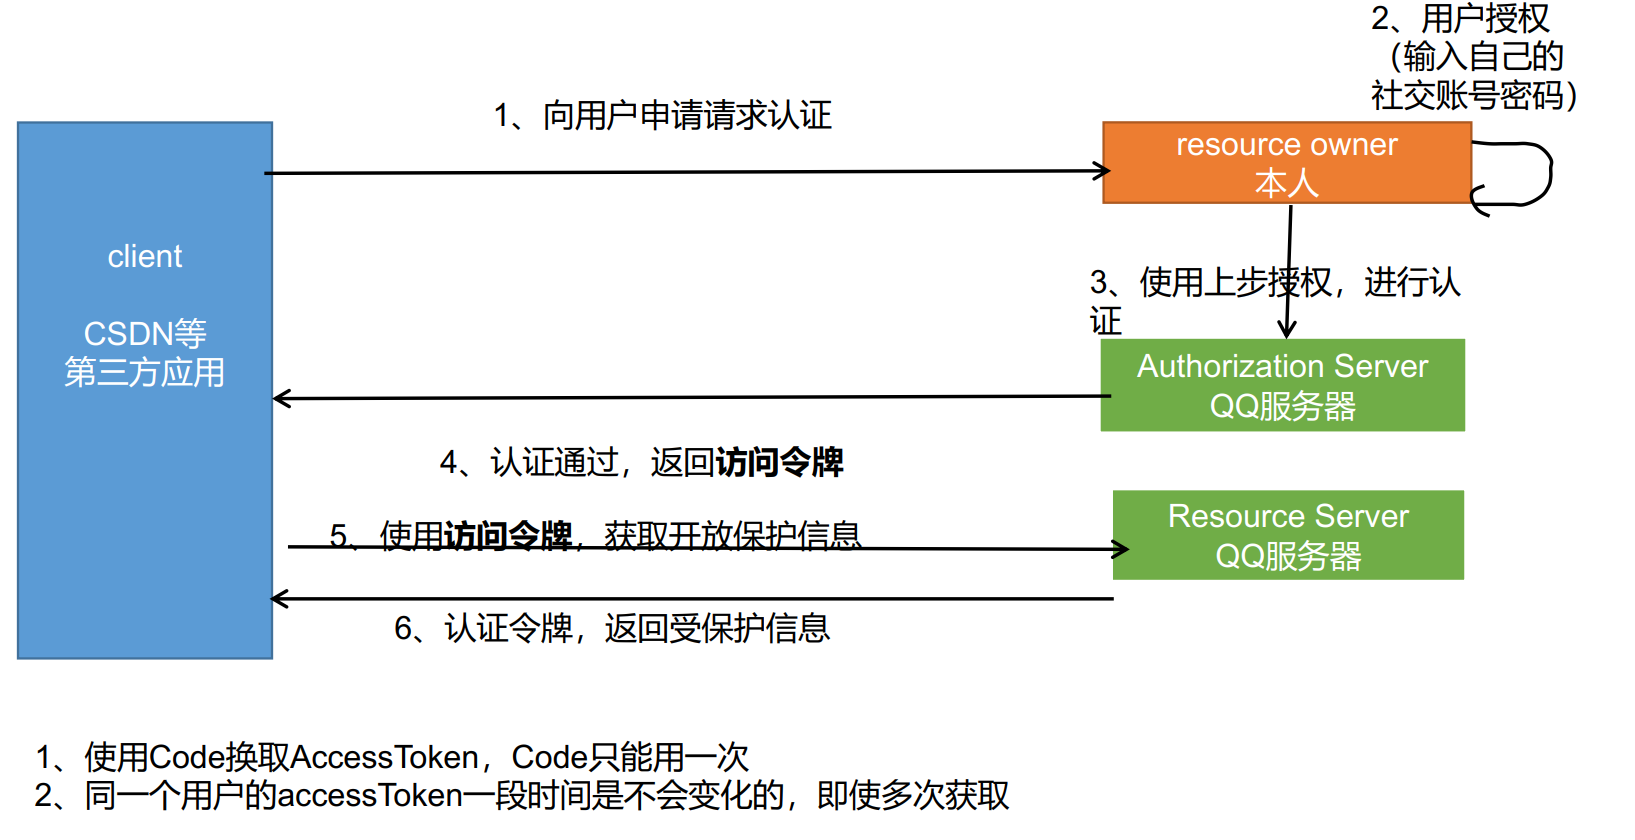 2、用户授权
（输入自己的
社交账号密码）
1、向用户申请请求认证
resource owner
本人
client
CSDN等
第三方应用
3、使用上步授权，进行认
证
Authorization Server
QQ服务器
4、认证通过，返回访问令牌
5、使用访问令牌，获取开放保护信息
Resource Server
QQ服务器
6、认证令牌，返回受保护信息
1、使用Code换取AccessToken，Code只能用一次
2、同一个用户的accessToken一段时间是不会变化的，即使多次获取